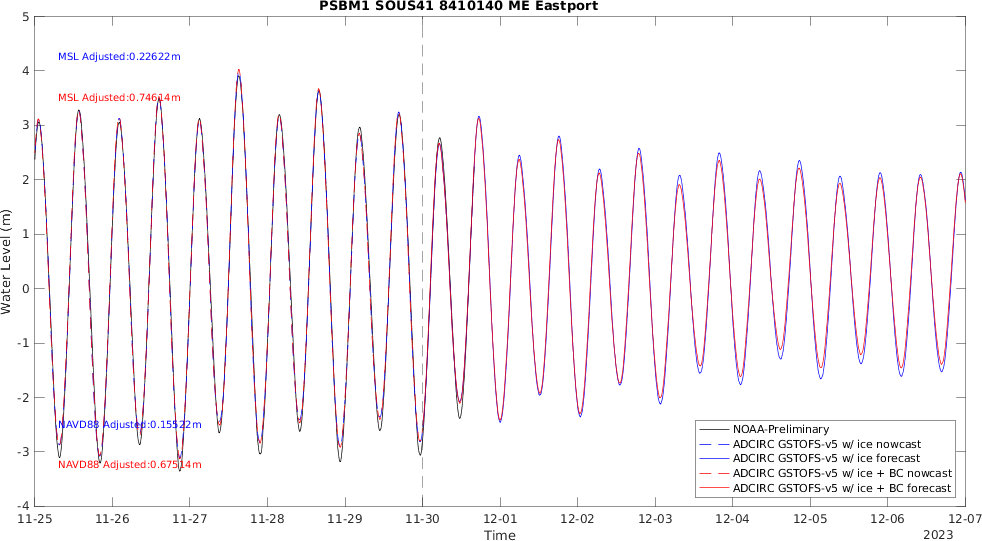 PSBM1 SOUS41 8410140 ME Eastport
5
4
3
2
1
0
-1
-2
-3
-4
Water Level (m)
MSL Adjusted:0.22622m
MSL Adjusted:0.74614m
NAVD88 Adjusted:0.15522m
NAVD88 Adjusted:0.67514m
NOAA-Preliminary
ADCIRC GSTOFS-v5 w/ ice nowcast
ADCIRC GSTOFS-v5 w/ ice forecast
ADCIRC GSTOFS-v5 w/ ice + BC nowcast
ADCIRC GSTOFS-v5 w/ ice + BC forecast
11-25 11-26 11-27 11-28 11-29 11-30 12-01 12-02 12-03 12-04 12-05 12-06 12-07
Time
2023